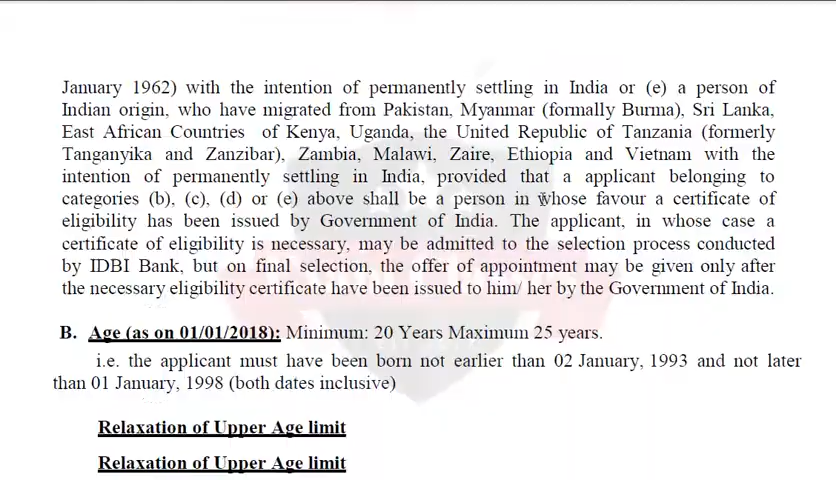 January 1962) with the intention of permanently settling in India or (e) a person of
Indian origin, who have migrated from Pakistan, Myanmar (formally Burma), Sri Lanka,
East African Countries of Kenya, Uganda, the United Republic of Tanzania (formerly
Tanganyika and Zanzibar), Zambia, Malawi, Zaire, Ethiopia and Vietnam with the
intention of permanently settling in India, provided that a applicant belonging to
categories (b), (c), (d) or (e) above shall be a person in whose favour a certificate of
eligibility has been issued by Government of India. The applicant, in whose case a
certificate of eligibility is necessary, may be admitted to the selection process conducted
by IDBI Bank, but on final selection, the offer of appointment may be given only after
the necessary eligibility certificate have been issued to him/ her by the Government of India.
B. Age (as on 01/01/2018): Minimum: 20 Years Maximum 25 years.
i.e. the applicant must have been born not earlier than 02 January, 1993 and not later
than 01 January, 1998 (both dates inclusive)
Relaxation of Upper Age limit
Relaxation of Upper Age limit